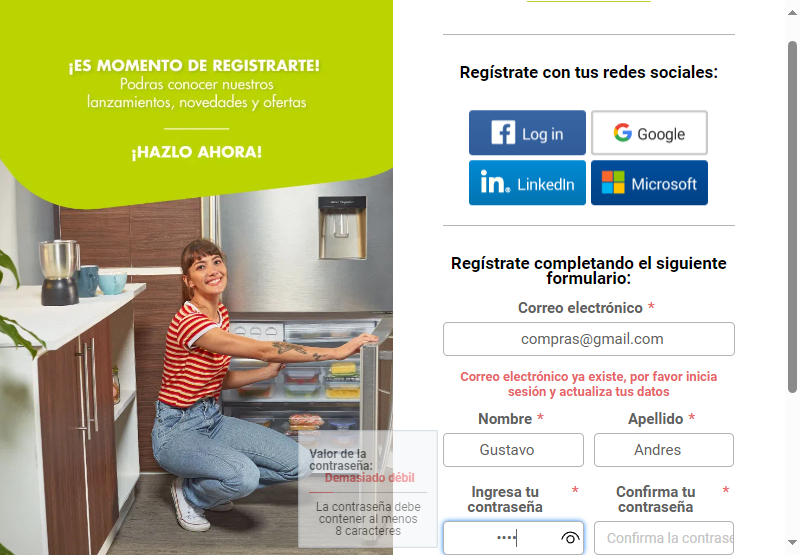 ¡ES MOMENTO DE REGISTRARTE!
Podras conocer nuestros
lanzamientos, novedades y ofertas
¡HAZLO AHORA!
Regístrate con tus redes sociales:
Log in
Google
LinkedIn
Microsoft
Regístrate completando el siguiente
formulario:
Correo electrónico *
compras@gmail.com
Correo electrónico ya existe, por favor inicia
sesión y actualiza tus datos
Nombre *
Apellido *
Gustavo
Andres
Valor de la
contraseña:
Demasiado débil
La contraseña debe
contener al menos
8 caracteres
Ingresa tu *
contraseña
Confirma tu *
contraseña
••••
Confirma la contrase